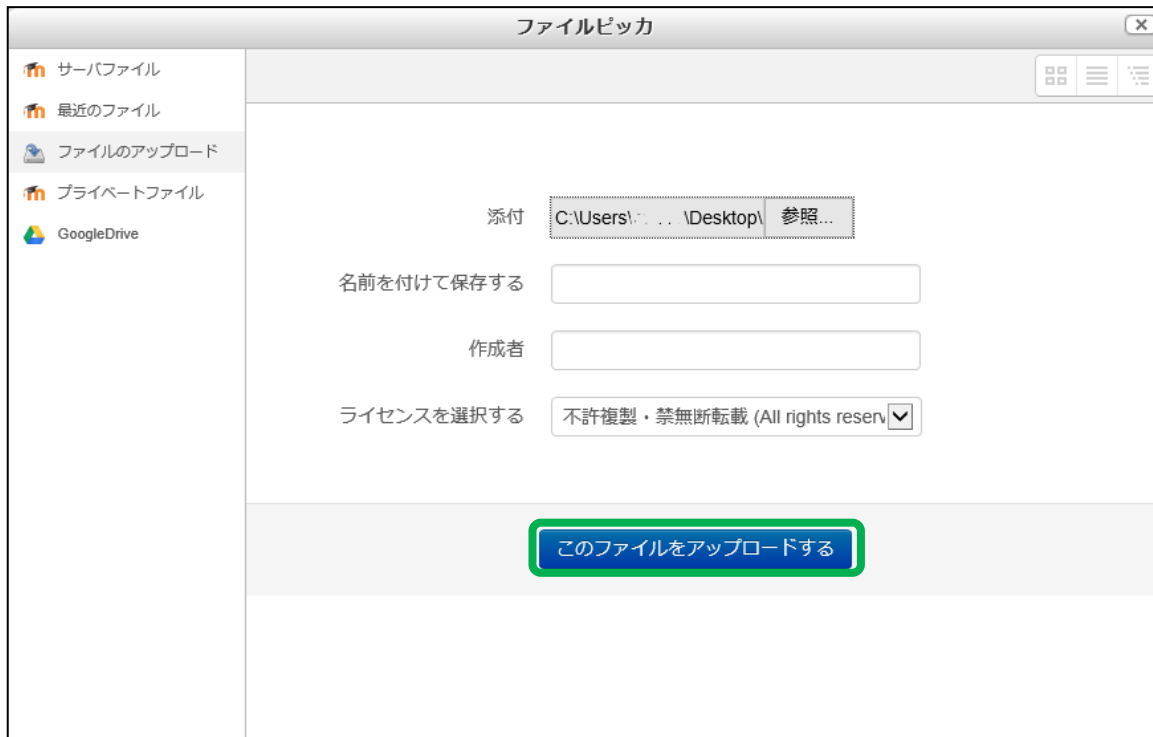 ファイルピッカ
サーバファイル
最近のファイル
ファイルのアップロード
プライベートファイル
GoogleDrive
添付 C:\Users\ \Desktop\ 参照...
名前を付けて保存する
作成者
ライセンスを選択する 不許複製・禁無断転載 (All rights reserv
このファイルをアップロードする